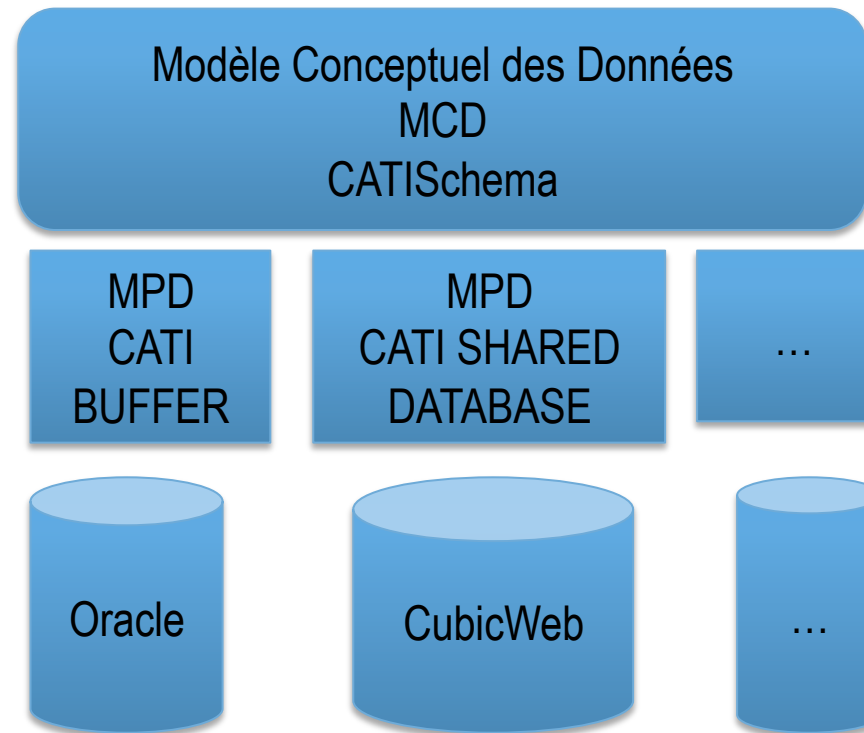 Modèle Conceptuel des Données
MCD
CATISchema
MPD
CATI
BUFFER
MPD
CATI SHARED
DATABASE
...
Oracle
CubicWeb
...